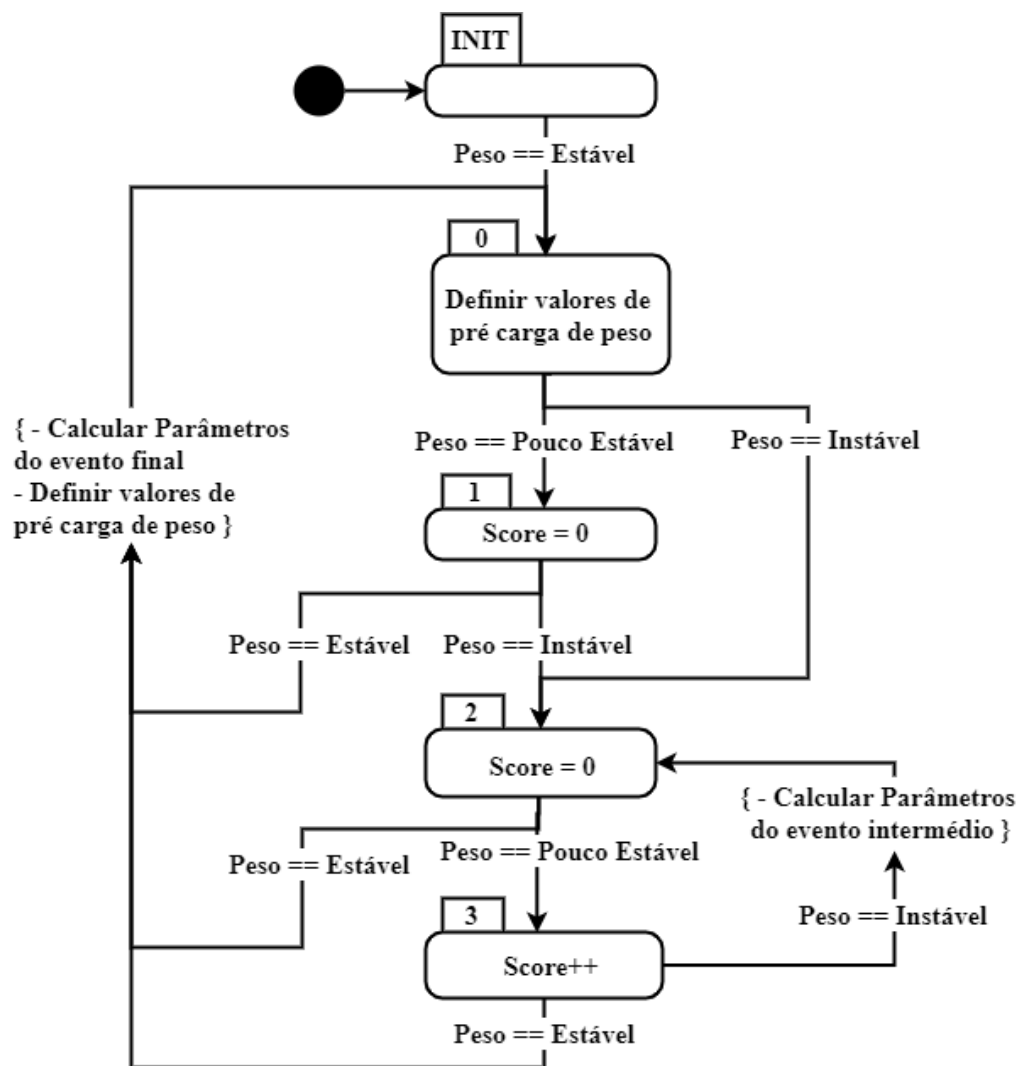 INIT
Peso == Estável
0
Definir valores de
pré carga de peso
{ - Calcular Parâmetros
do evento final
- Definir valores de
pré carga de peso }
Peso == Pouco Estável
Peso == Instável
1
Score = 0
Peso == Estável
Peso == Instável
2
Score = 0
{ - Calcular Parâmetros
do evento intermédio }
Peso == Estável
Peso == Pouco Estável
3
Score++
Peso == Instável
Peso == Estável